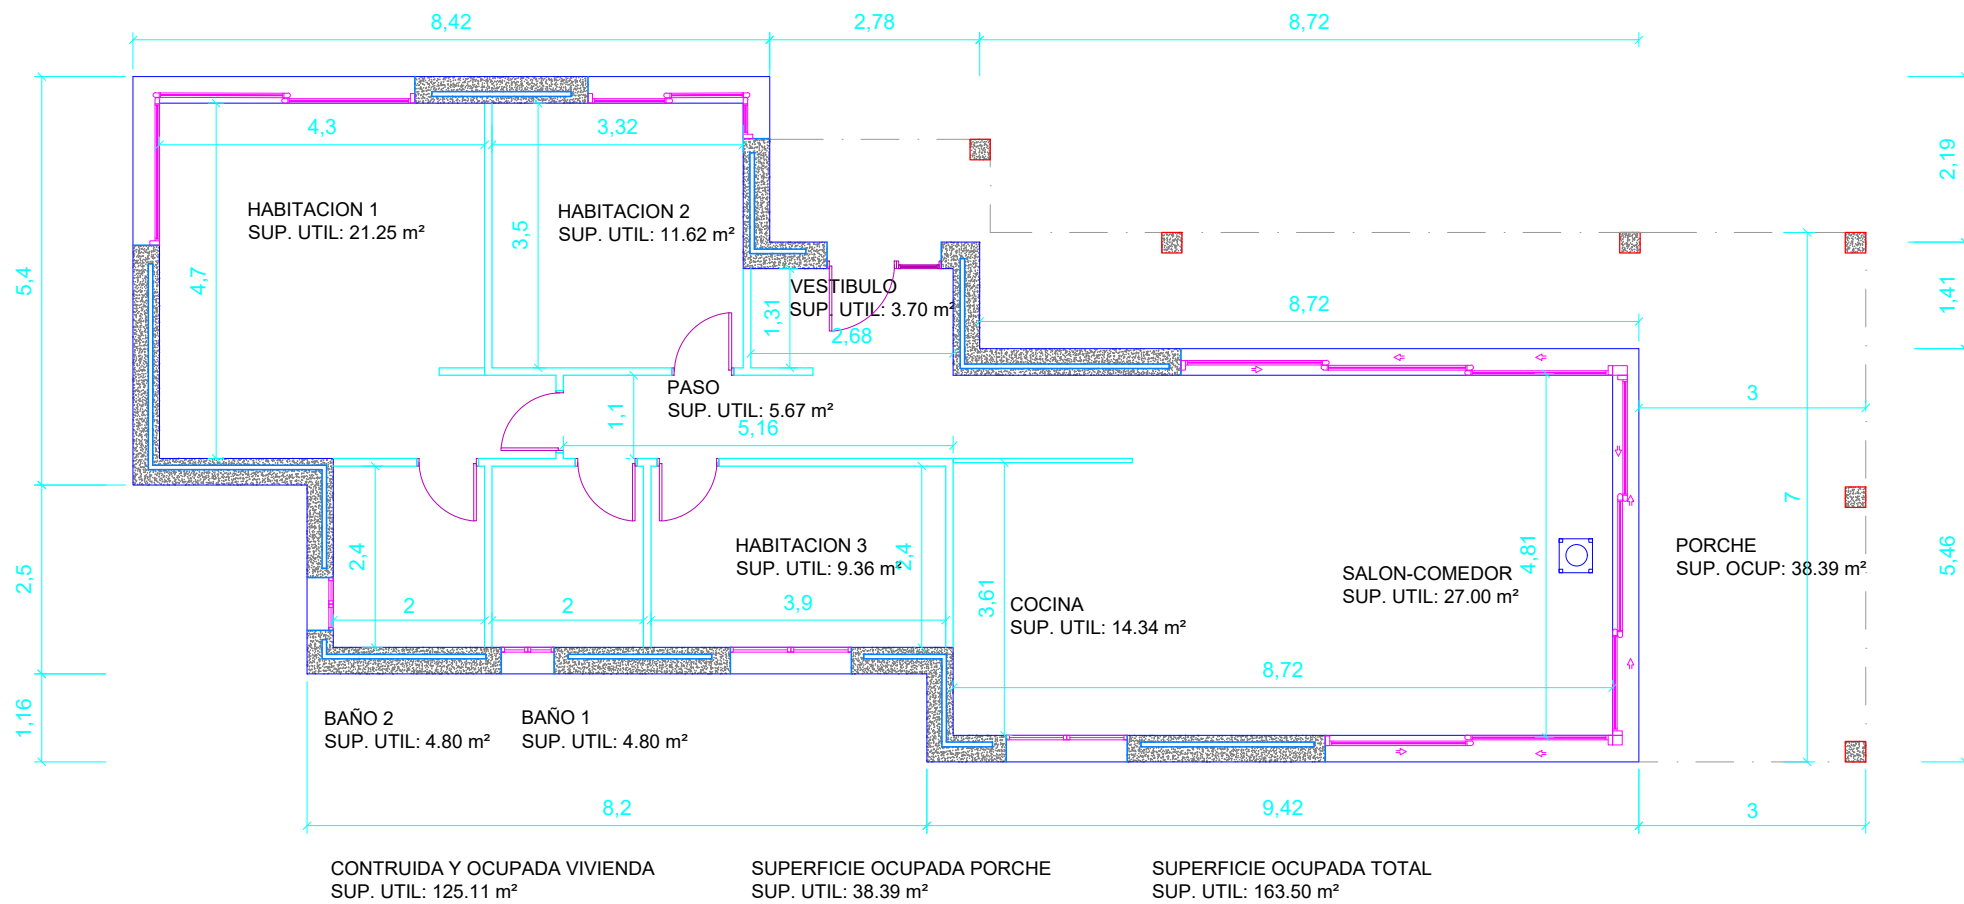 8,42
2,78
8,72
4,3
3,32
2,19
HABITACION 1
SUP. UTIL: 21.25 m²
HABITACION 2
SUP. UTIL: 11.62 m²
3,5
4,7
5,4
VESTIBULO
SUP. UTIL: 3.70 m²
1,31
2,68
8,72
1,41
PASO
SUP. UTIL: 5.67 m²
1,1
5,16
3
7
HABITACION 3
SUP. UTIL: 9.36 m²
2,4
2,4
2,5
2
2
3,9
3,61
COCINA
SUP. UTIL: 14.34 m²
SALON-COMEDOR
SUP. UTIL: 27.00 m²
4,81
PORCHE
SUP. OCUP: 38.39 m²
5,46
8,72
1,16
BAÑO 2
SUP. UTIL: 4.80 m²
BAÑO 1
SUP. UTIL: 4.80 m²
8,2
9,42
3
CONTRUIDA Y OCUPADA VIVIENDA
SUP. UTIL: 125.11 m²
SUPERFICIE OCUPADA PORCHE
SUP. UTIL: 38.39 m²
SUPERFICIE OCUPADA TOTAL
SUP. UTIL: 163.50 m²